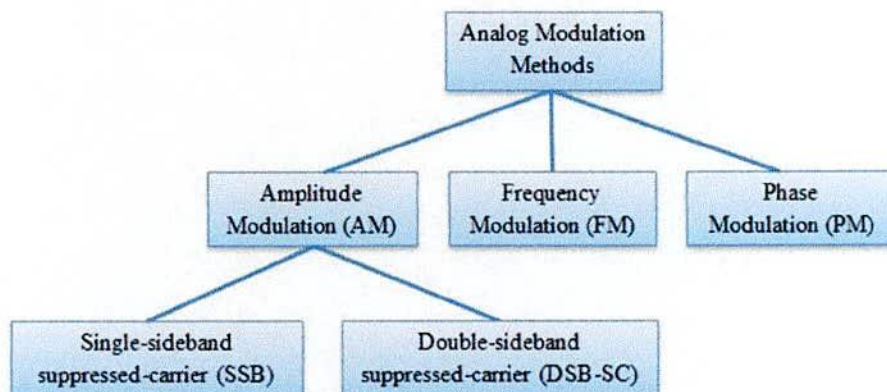 Analog Modulation
Methods
Amplitude
Modulation (AM)
Frequency
Modulation (FM)
Phase
Modulation (PM)
Single-sideband
suppressed-carrier (SSB)
Double-sideband
suppressed-carrier (DSB-SC)